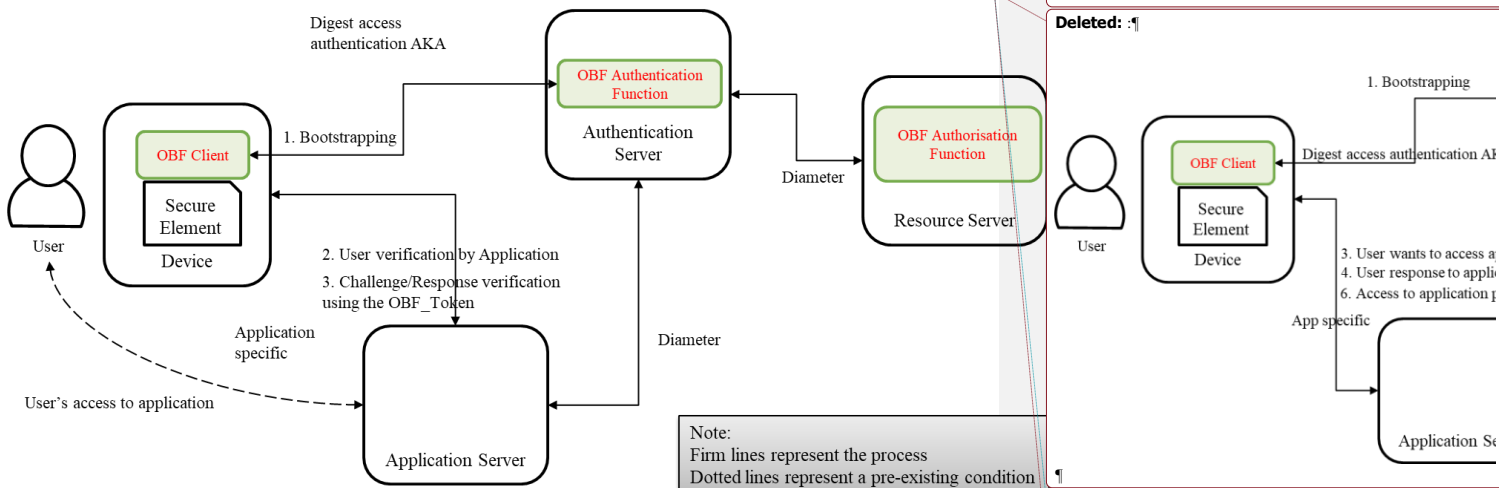 Digest access
authentication AKA
OBF Authentication
Function
Authentication
Server
1. Bootstrapping
OBF Client
Secure
Element
Device
User
OBF Authorisation
Function
Resource Server
Diameter
2. User verification by Application
3. Challenge/Response verification
using the OBF_Token
Application
specific
Diameter
User's access to application
Application Server
Note:
Firm lines represent the process
Dotted lines represent a pre-existing condition
Deleted: :¶
1. Bootstrapping
Digest access authentication AK
OBF Client
Secure
Element
Device
User
3. User wants to access a
4. User response to appli
6. Access to application p
App specific
Application Se
¶